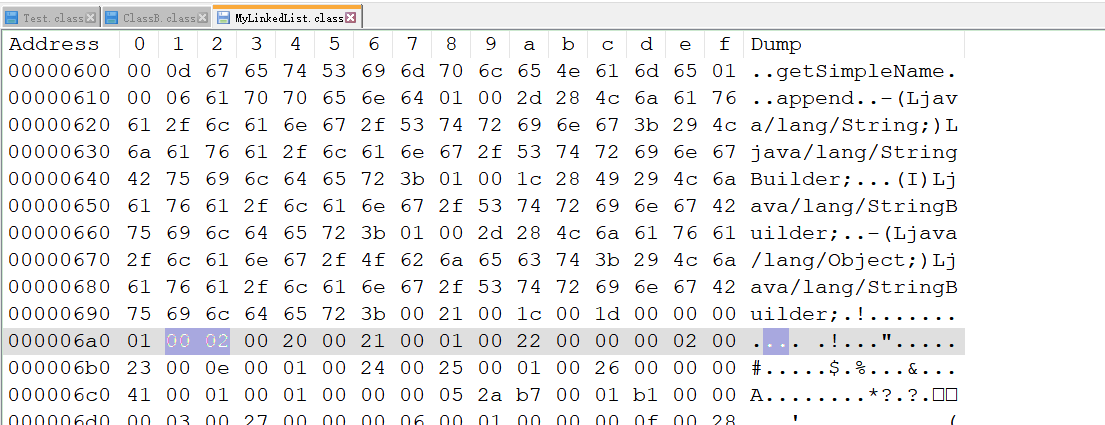 Test.class ClassB.class MyLinkedList.class
Address 0 1 2 3 4 5 6 7 8 9 a b c d e f Dump
00000600 00 0d 67 65 74 53 69 6d 70 6c 65 4e 61 6d 65 01 ..getSimpleName.
00000610 00 06 61 70 70 65 6e 64 01 00 2d 28 4c 6a 61 76 ..append..-(Ljav
00000620 61 2f 6c 61 6e 67 2f 53 74 72 69 6e 67 3b 29 4c a/lang/String;)L
00000630 6a 61 76 61 2f 6c 61 6e 67 2f 53 74 72 69 6e 67 java/lang/String
00000640 42 75 69 6c 64 65 72 3b 01 00 1c 28 49 29 4c 6a Builder;...(I)Lj
00000650 61 76 61 2f 6c 61 6e 67 2f 53 74 72 69 6e 67 42 ava/lang/StringB
00000660 75 69 6c 64 65 72 3b 01 00 2d 28 4c 6a 61 76 61 uilder;..-(Ljava
00000670 2f 6c 61 6e 67 2f 4f 62 6a 65 63 74 3b 29 4c 6a /lang/Object;)Lj
00000680 61 76 61 2f 6c 61 6e 67 2f 53 74 72 69 6e 67 42 ava/lang/StringB
00000690 75 69 6c 64 65 72 3b 00 21 00 1c 00 1d 00 00 00 uilder;.!.......
000006a0 01 00 02 00 20 00 21 00 01 00 22 00 00 00 02 00 .... .!...".....
000006b0 23 00 0e 00 01 00 24 00 25 00 01 00 26 00 00 00 #.....$.%...&...
000006c0 41 00 01 00 01 00 00 00 05 2a b7 00 01 b1 00 00 A........*?.?.□□
000006d0 00 03 00 27 00 00 00 06 00 01 00 00 00 0f 00 28 ...'...........(